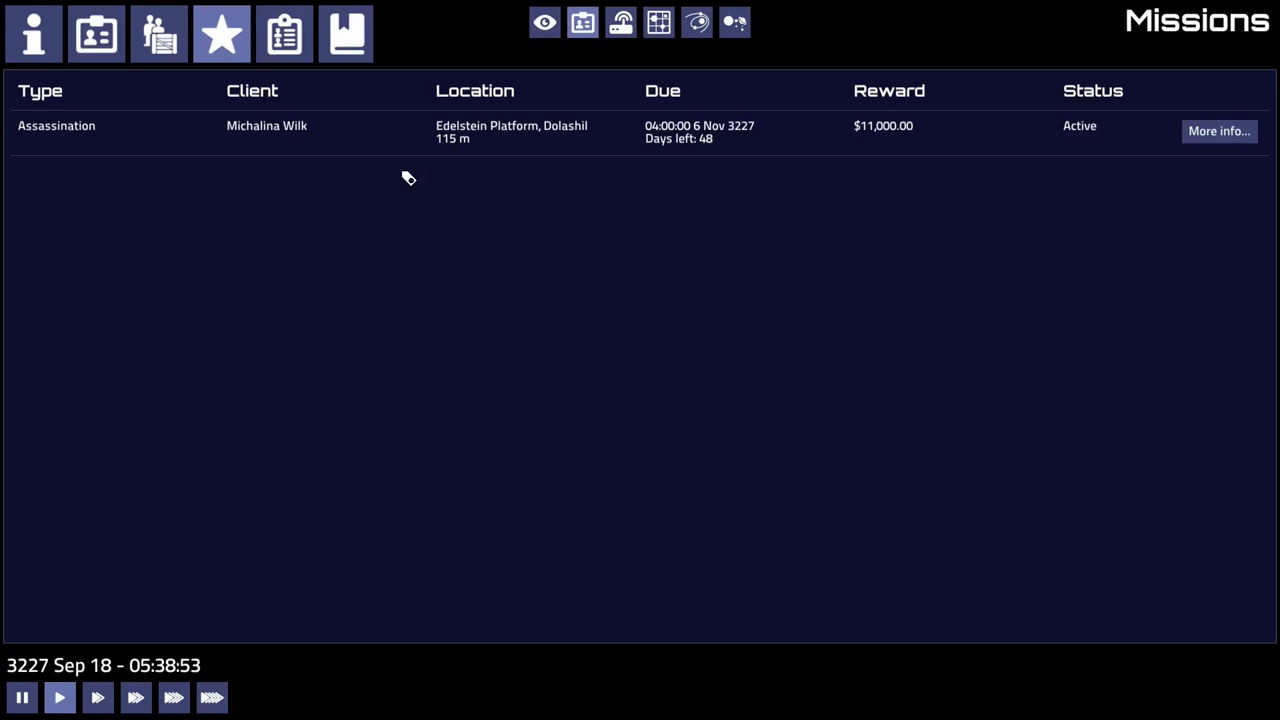 Missions
Type Client Location Due Reward Status
Assassination Michalina Wilk Edelstein Platform, Dolashil 04:00:00 6 Nov 3227 $11,000.00 Active More info...
115 m Days left: 48
3227 Sep 18 - 05:38:53